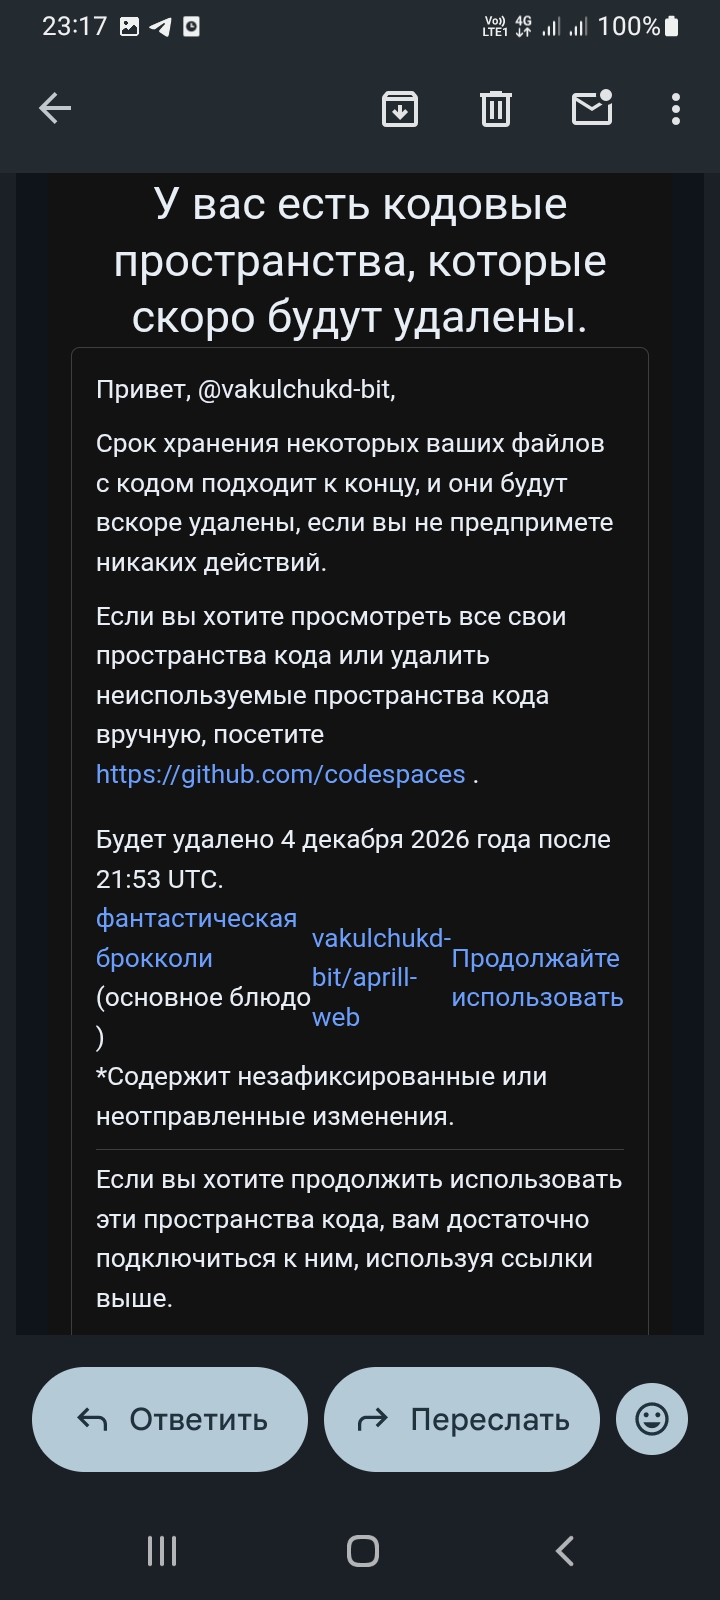 23:17
Vo))
LTE1
4G
100%
У вас есть кодовые
пространства, которые
скоро будут удалены.
Привет, @vakulchukd-bit,
Срок хранения некоторых ваших файлов
с кодом подходит к концу, и они будут
вскоре удалены, если вы не предпримете
никаких действий.
Если вы хотите просмотреть все свои
пространства кода или удалить
неиспользуемые пространства кода
вручную, посетите
https://github.com/codespaces .
Будет удалено 4 декабря 2026 года после
21:53 UTC.
фантастическая
брокколи
(основное блюдо
)
vakulchukd-
bit/aprill-
web
Продолжайте
использовать
*Содержит незафиксированные или
неотправленные изменения.
Если вы хотите продолжить использовать
эти пространства кода, вам достаточно
подключиться к ним, используя ссылки
выше.
Ответить
Переслать